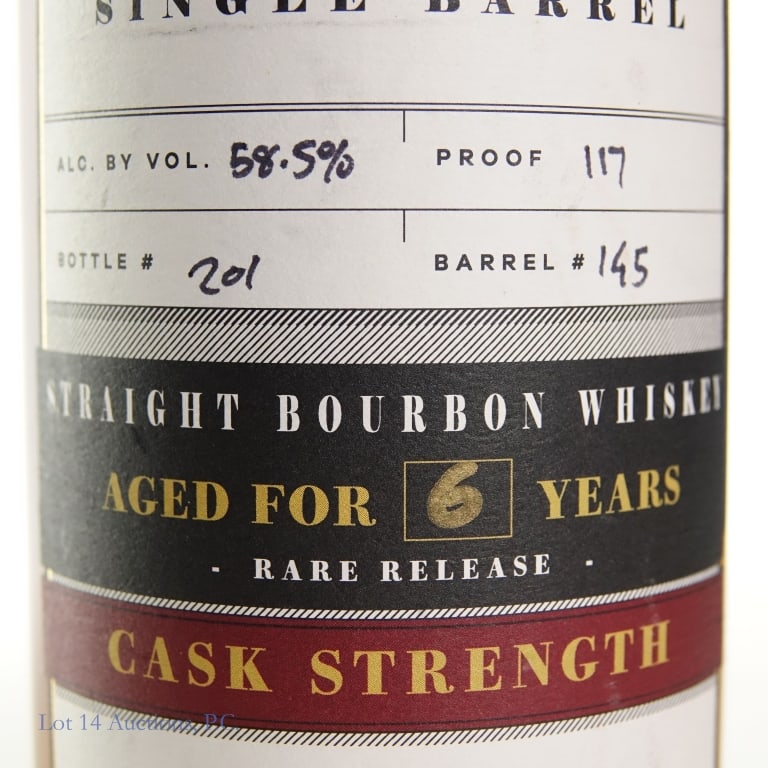 SINGLE BARREL
ALC. BY VOL. 58.5% PROOF 117
BOTTLE # 201 BARREL # 145
STRAIGHT BOURBON WHISKEY
AGED FOR 6 YEARS
- RARE RELEASE -
CASK STRENGTH
Lot 14 Auctions, P.C.